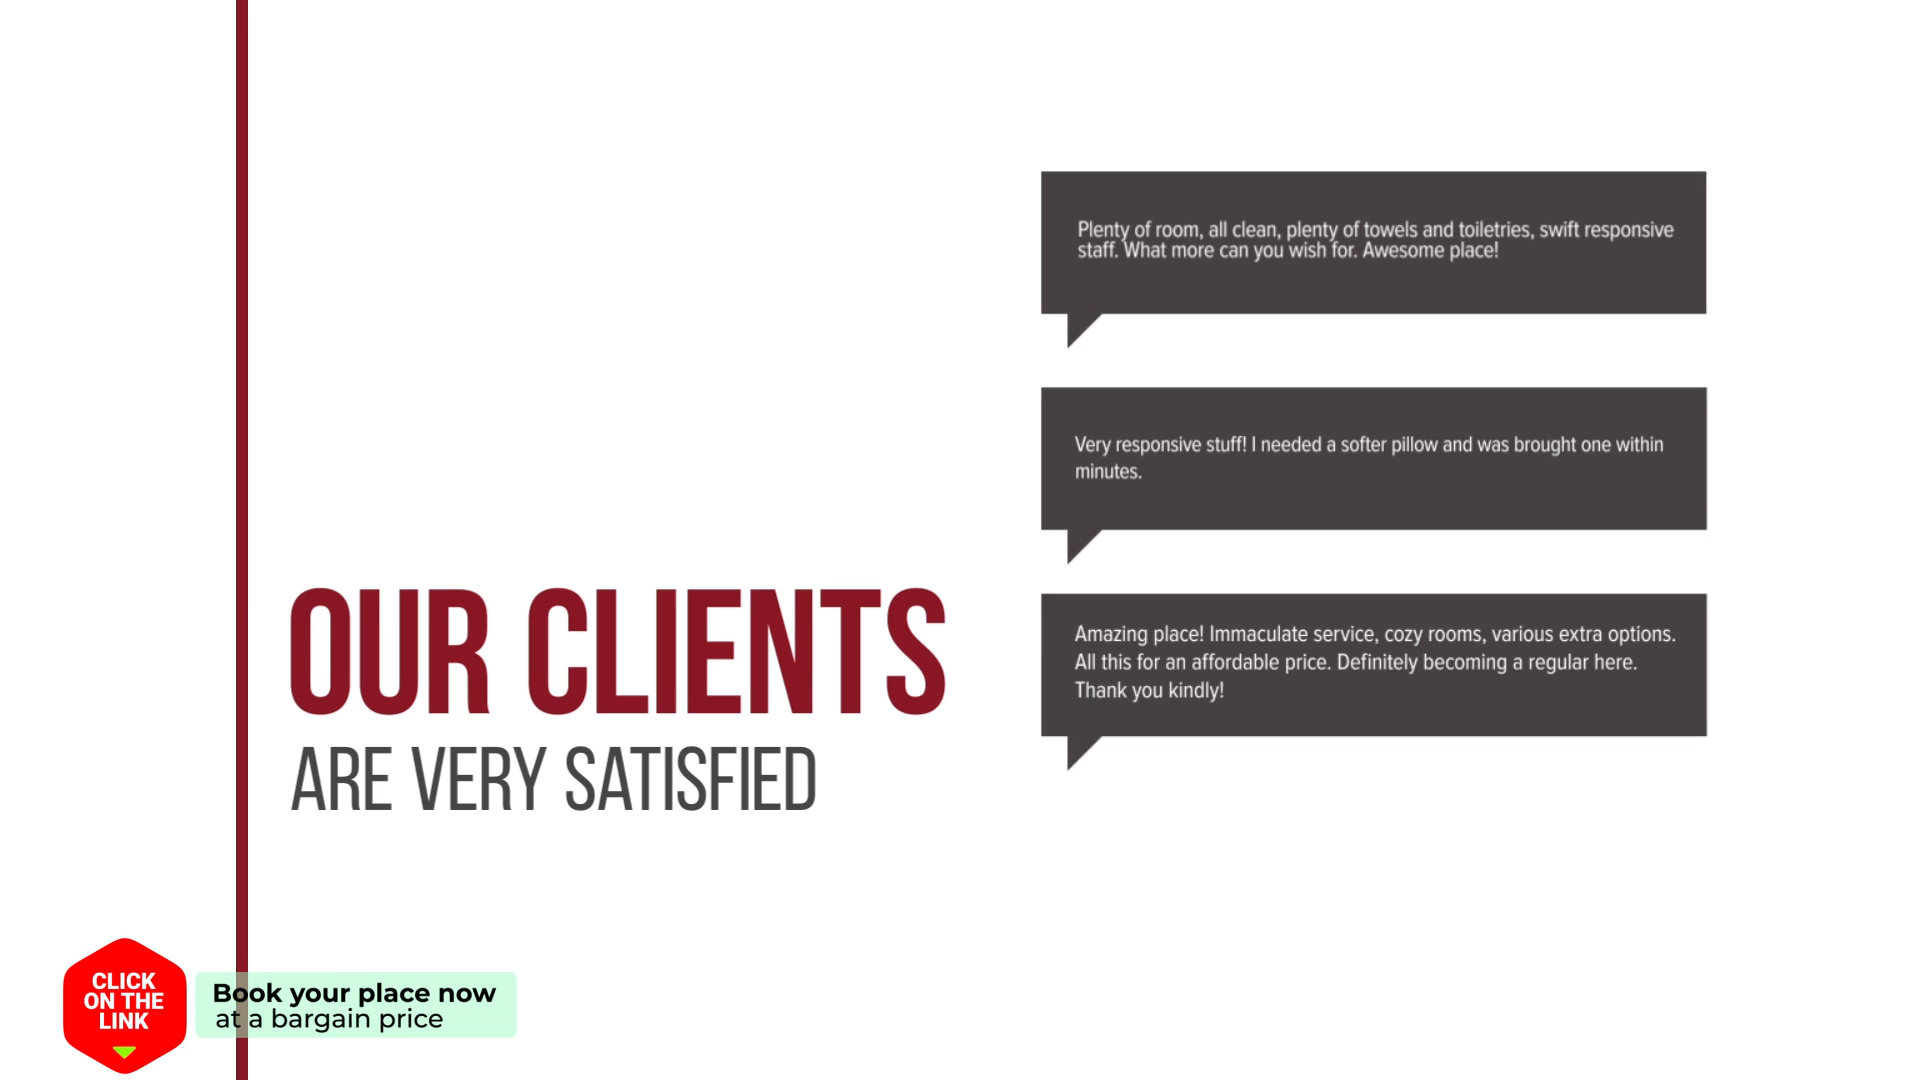 Plenty of room, all clean, plenty of towels and toiletries, swift responsive
staff. What more can you wish for. Awesome place!
Very responsive stuff! I needed a softer pillow and was brought one within
minutes.
Amazing place! Immaculate service, cozy rooms, various extra options.
All this for an affordable price. Definitely becoming a regular here.
Thank you kindly!
OUR CLIENTS
ARE VERY SATISFIED
CLICK
ON THE
LINK
Book your place now
at a bargain price